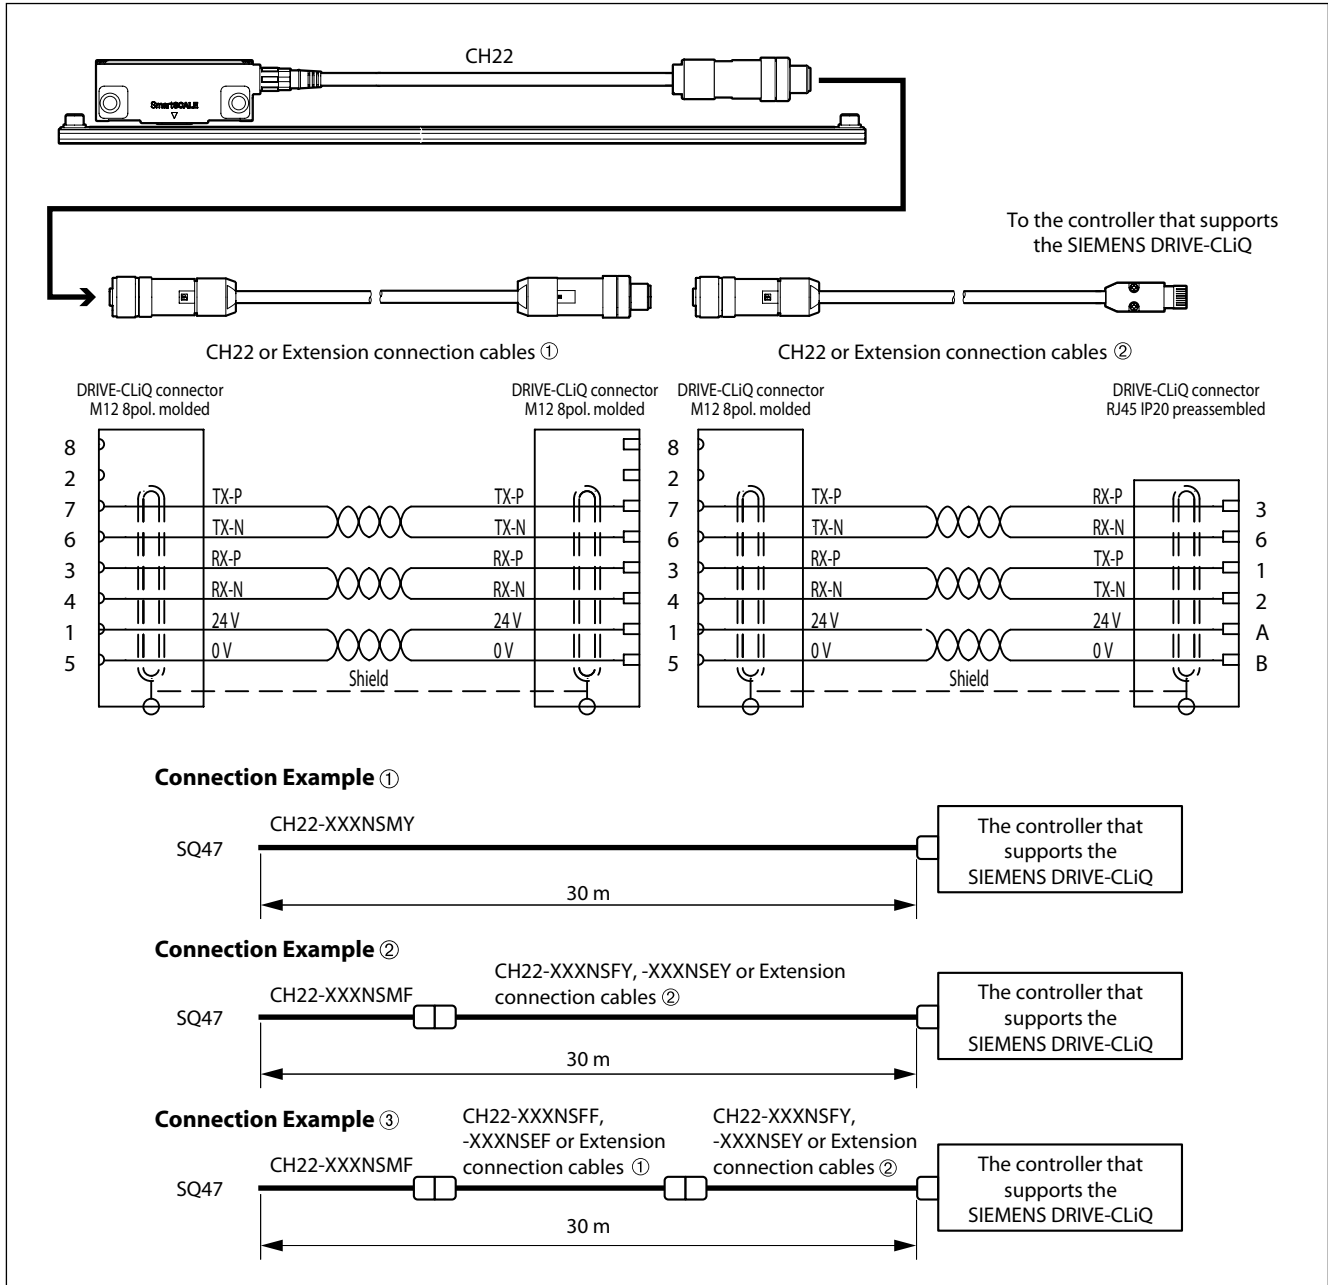 CH22
SmartSCALE
To the controller that supports
the SIEMENS DRIVE-CLiQ
CH22 or Extension connection cables ①
CH22 or Extension connection cables ②
DRIVE-CLiQ connector
M12 8pol. molded
DRIVE-CLiQ connector
M12 8pol. molded
DRIVE-CLiQ connector
M12 8pol. molded
DRIVE-CLiQ connector
RJ45 IP20 preassembled
8
2
7 TX-P TX-P
6 TX-N TX-N
3 RX-P RX-P
4 RX-N RX-N
1 24 V 24 V
5 0 V 0 V
Shield
8
2
7 TX-P RX-P 3
6 TX-N RX-N 6
3 RX-P TX-P 1
4 RX-N TX-N 2
1 24 V 24 V A
5 0 V 0 V B
Shield
Connection Example ①
CH22-XXXNSMY
SQ47
30 m
The controller that
supports the
SIEMENS DRIVE-CLiQ
Connection Example ②
CH22-XXXNSFY, -XXXNSEY or Extension
connection cables ②
CH22-XXXNSMF
SQ47
30 m
The controller that
supports the
SIEMENS DRIVE-CLiQ
Connection Example ③
CH22-XXXNSFF,
-XXXNSEF or Extension
connection cables ①
CH22-XXXNSFY,
-XXXNSEY or Extension
connection cables ②
CH22-XXXNSMF
SQ47
30 m
The controller that
supports the
SIEMENS DRIVE-CLiQ